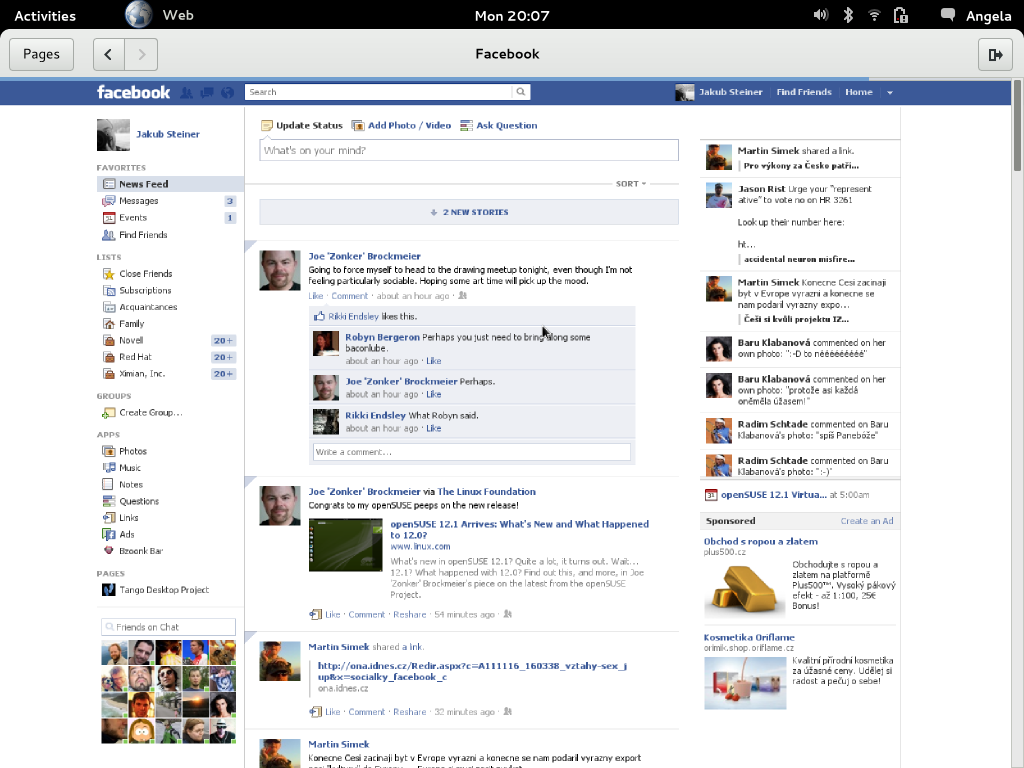 Activities Web Mon 20:07 Angela
Pages Facebook
facebook Search Jakub Steiner Find Friends Home
Jakub Steiner
FAVORITES
News Feed
Messages 3
Events 1
Find Friends
LISTS
Close Friends
Subscriptions
Acquantances
Family
Novell 20+
Red Hat 20+
Ximian, Inc. 20+
GROUPS
Create Group...
APPS
Photos
Music
Notes
Questions
Links
Ads
Bzoonk Bar
PAGES
Tango Desktop Project
Friends on Chat
Update Status Add Photo / Video Ask Question
What's on your mind?
SORT
2 NEW STORIES
Joe 'Zonker' Brockmeier
Going to force myself to head to the drawing meetup tonight, even though I'm not
feeling particularly sociable. Hoping some art time will pick up the mood.
Like · Comment · about an hour ago ·
Rikki Endsley likes this.
Robyn Bergeron Perhaps you just need to bring along some
baconlube.
about an hour ago · Like
Joe 'Zonker' Brockmeier Perhaps.
about an hour ago · Like
Rikki Endsley What Robyn said.
about an hour ago · Like
Write a comment...
Joe 'Zonker' Brockmeier via The Linux Foundation
Congrats to my openSUSE peeps on the new release!
openSUSE 12.1 Arrives: What's New and What Happened
to 12.0?
www.linux.com
What's new in openSUSE 12.1? Quite a lot, it turns out. Wait...
12.1? What happened with 12.0? Find out this, and more, in Joe
'Zonker' Brockmeier's piece on the latest from the openSUSE
Project.
Like · Comment · Reshare · 54 minutes ago ·
Martin Simek shared a link.
http://ona.idnes.cz/Redir.aspx?c=A111116_160338_vztahy-sex_j
up&x=socialky_facebook_c
ona.idnes.cz
Like · Comment · Reshare · 32 minutes ago ·
Martin Simek
Konecne Cesi zacinaji byt v Evrope vyrazni a konecne se nam podaril vyrazny export
Martin Simek shared a link.
Pro výkony za Česko patří...
Jason Rist Urge your "represent
ative" to vote no on HR 3261
Look up their number here:
ht...
accidental neuron misfire...
Martin Simek Konecne Cesi zacinaji
byt v Evrope vyrazni a konecne se
nam podaril vyrazny expo...
Češi si kvůli projektu IZ...
Baru Klabanová commented on her
own photo: ":-D to nééééééééé"
Baru Klabanová commented on her
own photo: "protože asi každá
oněměla úžasem!"
Radim Schtade commented on Baru
Klabanová's photo: "spíš Panebóže"
Radim Schtade commented on Baru
Klabanová's photo: ":-)"
openSUSE 12.1 Virtua... at 5:00am
Sponsored Create an Ad
Obchod s ropou a zlatem
plus500.cz
Obchodujte s ropou a
zlatem na platformě
Plus500™. Vysoký pákový
efekt - až 1:100, 25€
Bonus!
Kosmetika Oriflame
orimik.shop.oriflame.cz
Kvalitní přírodní kosmetika
za úžasné ceny. Udělej si
radost a pečuj o sebe!